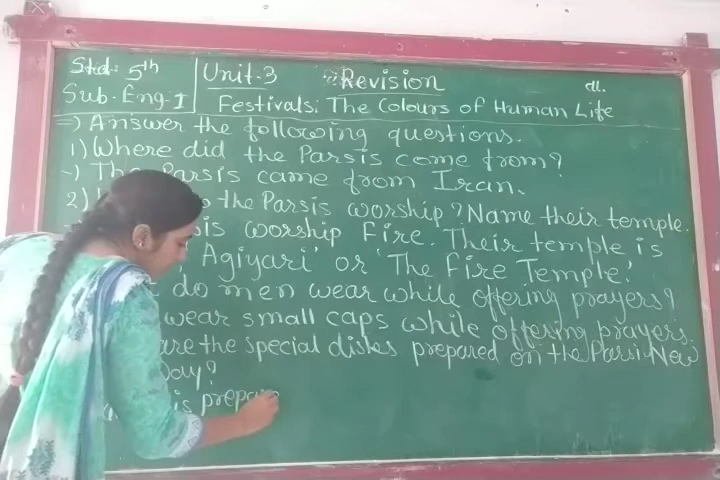 Std: 5th
Sub. Eng-I
Unit-3 Revision
dt.
Festivals: The Colours of Human Life
=> Answer the following questions.
1) Where did the Parsis come from?
The Parsis came from Iran.
2) the Parsis worship? Name their temple.
worship Fire. Their temple is
'Agiyari' or 'The Fire Temple.'
do men wear while offering prayers?
wear small caps while offering prayers.
are the special dishes prepared on the Parsi New
Day?
is prepare